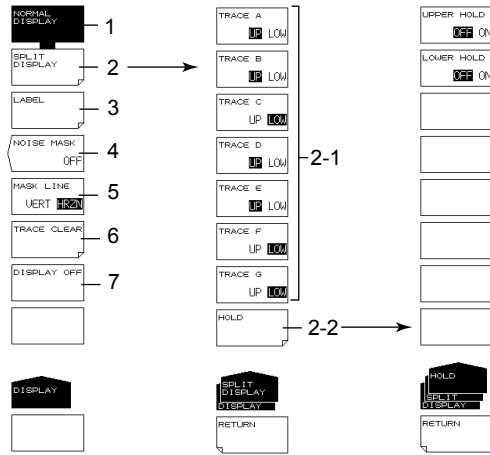 NORMAL
DISPLAY
1
SPLIT
DISPLAY
2
LABEL
3
NOISE MASK
OFF
4
MASK LINE
VERT HRZN
5
TRACE CLEAR
6
DISPLAY OFF
7
DISPLAY
TRACE A
UP LOW
TRACE B
UP LOW
TRACE C
UP LOW
TRACE D
UP LOW
TRACE E
UP LOW
TRACE F
UP LOW
TRACE G
UP LOW
2-1
HOLD
2-2
SPLIT
DISPLAY
DISPLAY
RETURN
UPPER HOLD
OFF ON
LOWER HOLD
OFF ON
HOLD
SPLIT
DISPLAY
RETURN